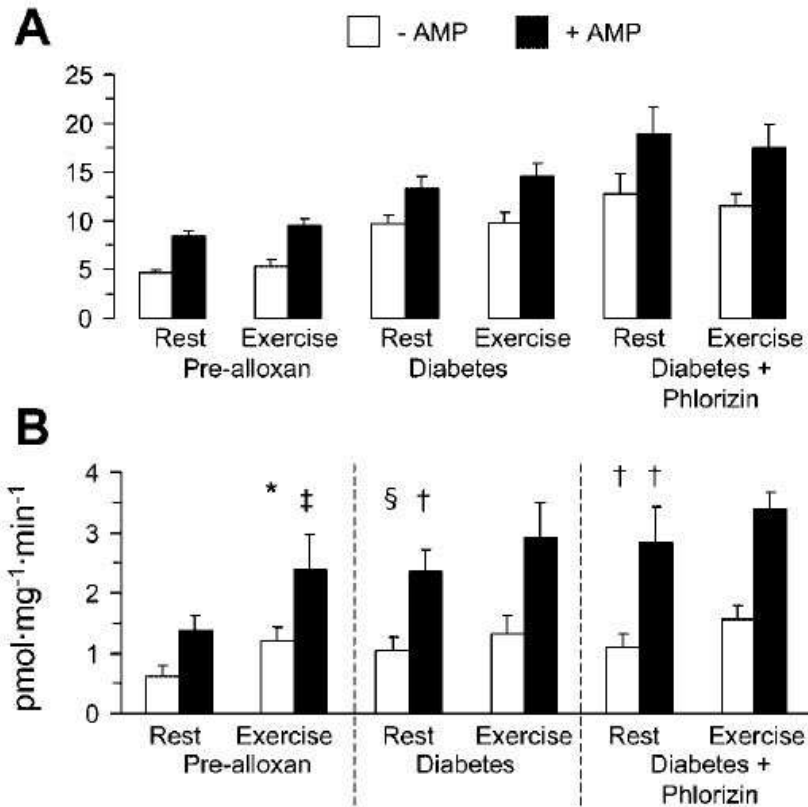 A
- AMP + AMP
25
20
15
10
5
0
Rest Exercise Rest Exercise Rest Exercise
Pre-alloxan Diabetes Diabetes +
Phlorizin
B
pmol·mg⁻¹·min⁻¹
4
3
2
1
0
* ‡ § † † †
Rest Exercise Rest Exercise Rest Exercise
Pre-alloxan Diabetes Diabetes +
Phlorizin